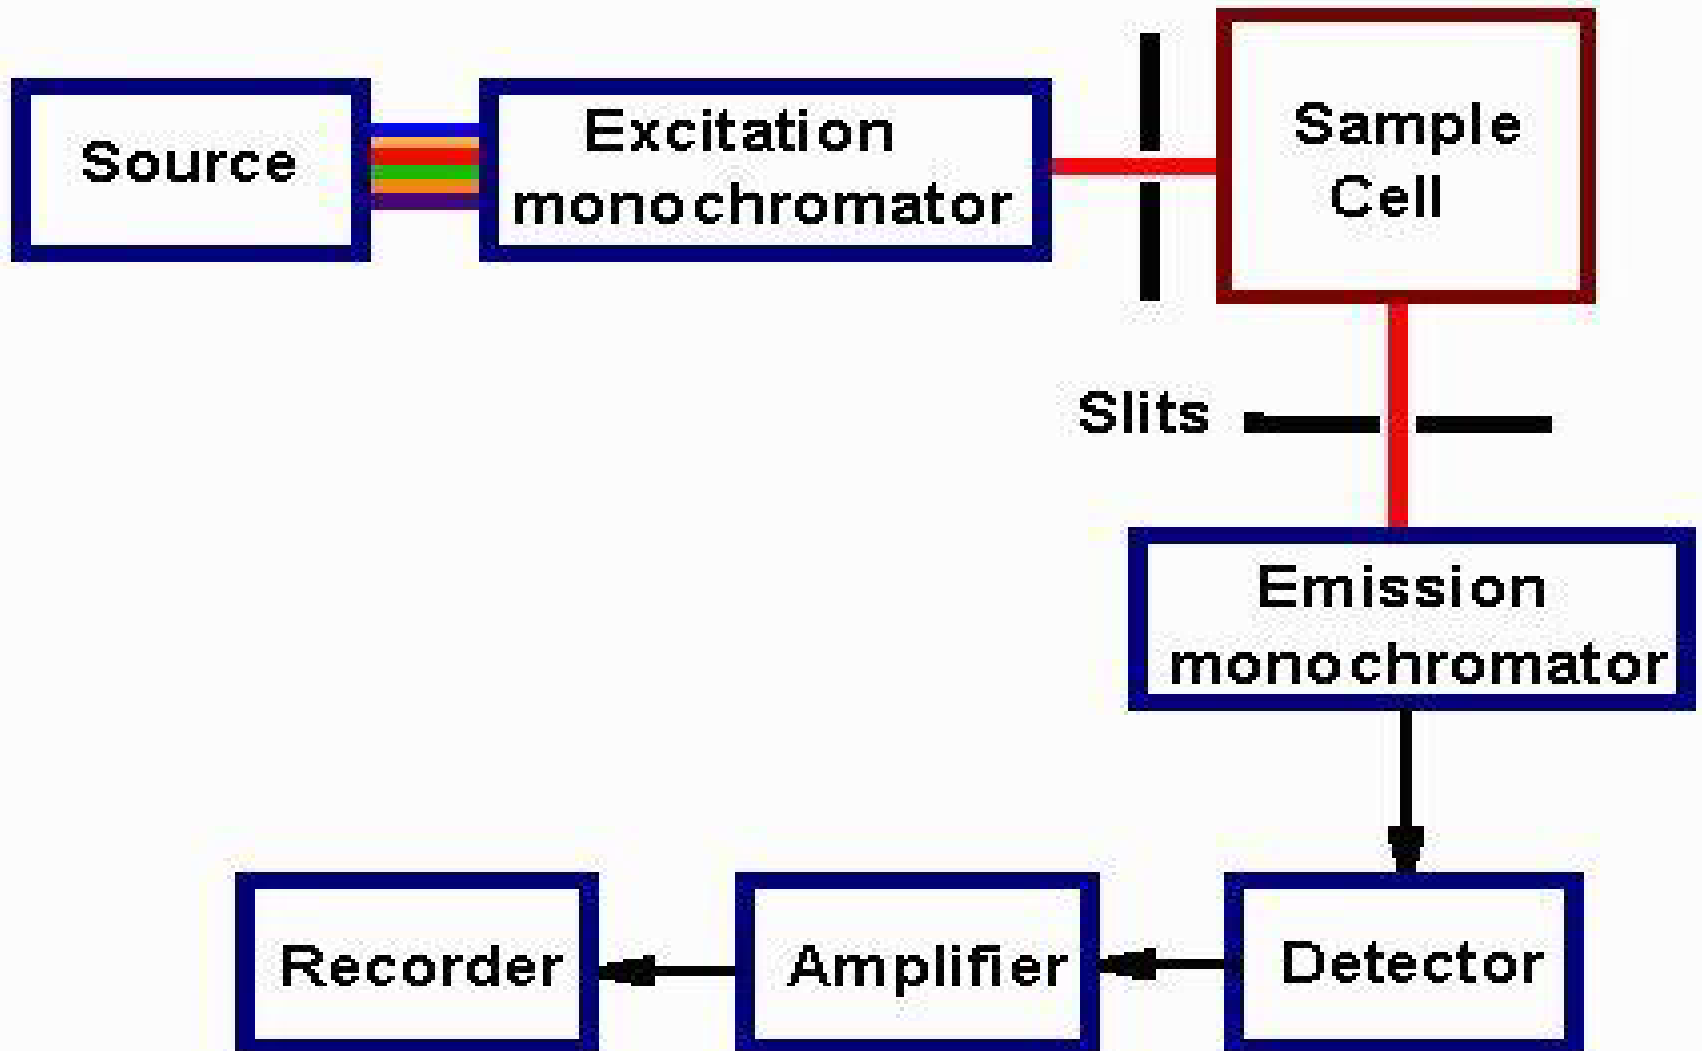 Source
Excitation
monochromator
Sample
Cell
Slits
Emission
monochromator
Recorder
Amplifier
Detector